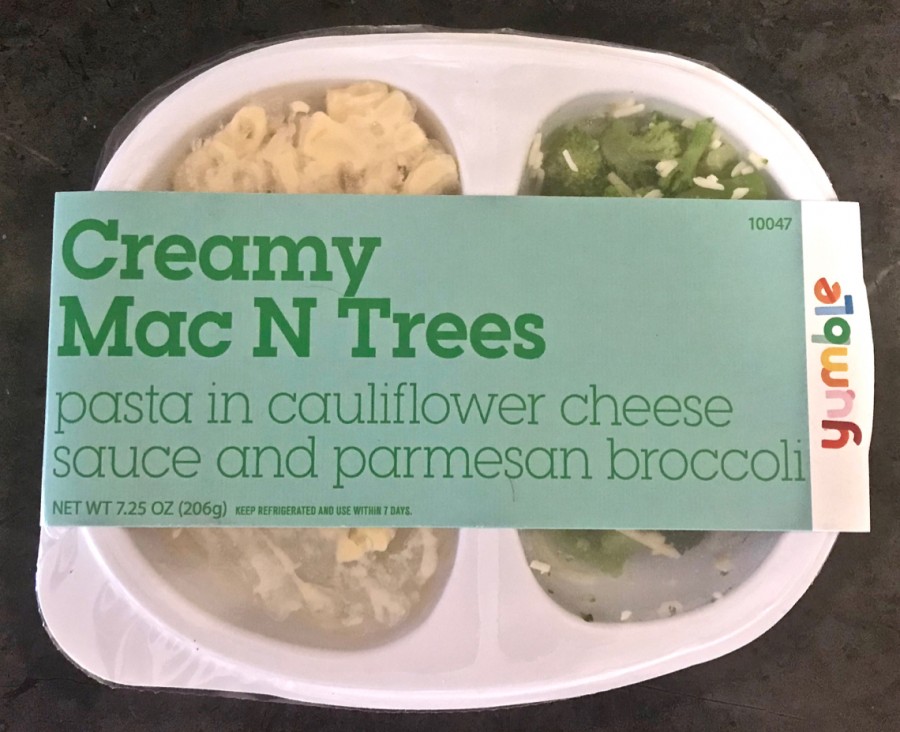 10047
Creamy
Mac N Trees
pasta in cauliflower cheese
sauce and parmesan broccoli
NET WT 7.25 OZ (206g) KEEP REFRIGERATED AND USE WITHIN 7 DAYS.
yumble